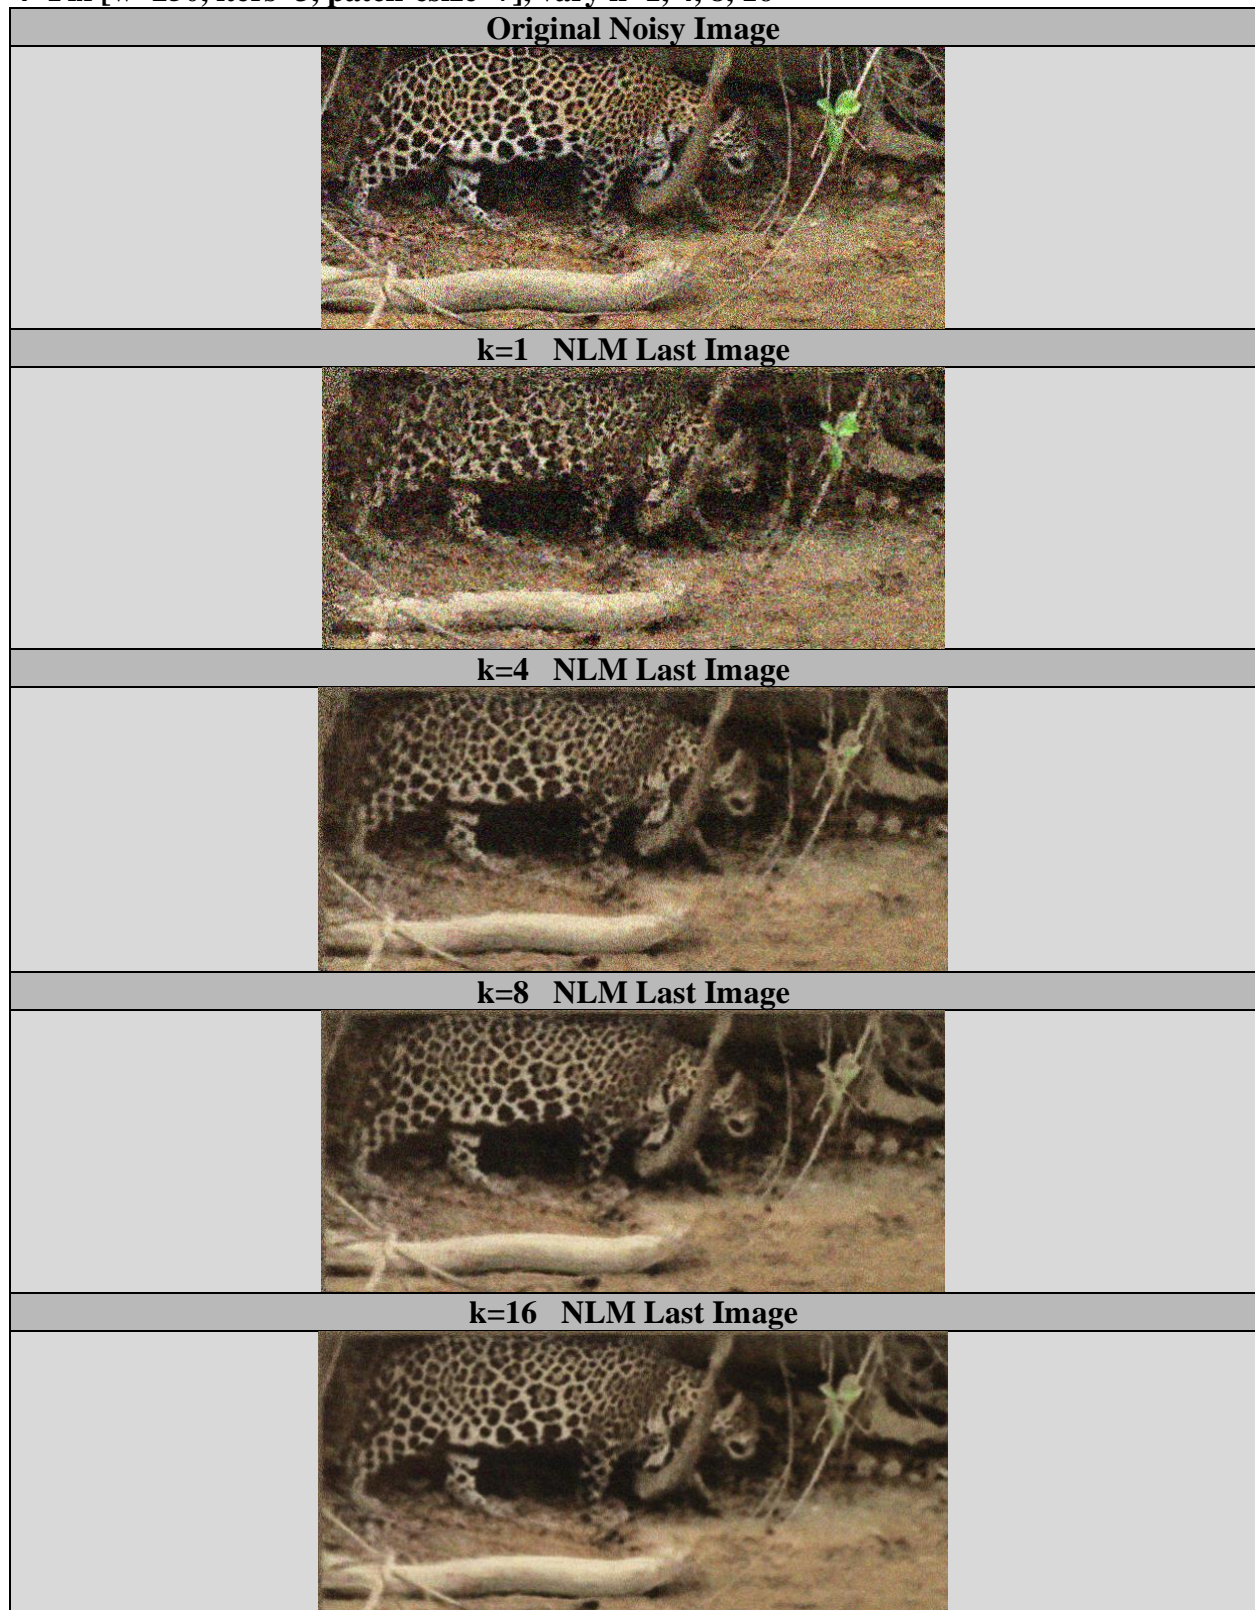 Original Noisy Image
k=1 NLM Last Image
k=4 NLM Last Image
k=8 NLM Last Image
k=16 NLM Last Image